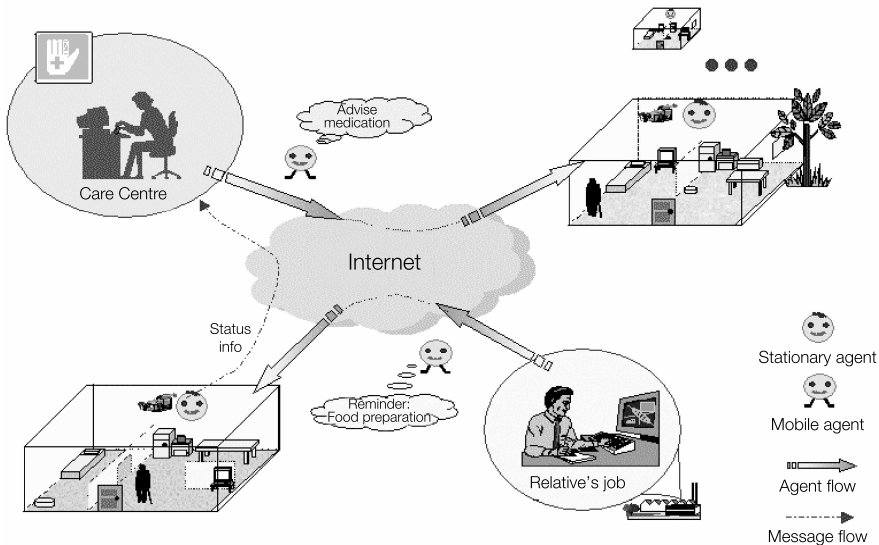 Advise
medication
Care Centre
Internet
Status
info
Reminder:
Food preparation
Relative's job
Stationary agent
Mobile agent
Agent flow
Message flow